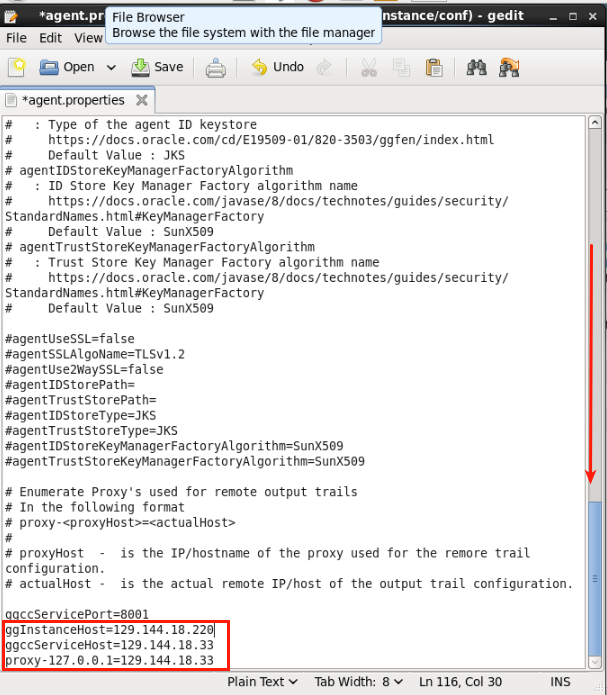 *agent.prope
File Browser
Browse the file system with the file manager
nstance/conf) - gedit
File Edit View
Open Save Undo
*agent.properties
#   : Type of the agent ID keystore
#     https://docs.oracle.com/cd/E19509-01/820-3503/ggfen/index.html
#     Default Value : JKS
# agentIDStoreKeyManagerFactoryAlgorithm
#   : ID Store Key Manager Factory algorithm name
#     https://docs.oracle.com/javase/8/docs/technotes/guides/security/
StandardNames.html#KeyManagerFactory
#     Default Value : SunX509
# agentTrustStoreKeyManagerFactoryAlgorithm
#   : Trust Store Key Manager Factory algorithm name
#     https://docs.oracle.com/javase/8/docs/technotes/guides/security/
StandardNames.html#KeyManagerFactory
#     Default Value : SunX509
#agentUseSSL=false
#agentSSLAlgoName=TLSv1.2
#agentUse2WaySSL=false
#agentIDStorePath=
#agentTrustStorePath=
#agentIDStoreType=JKS
#agentTrustStoreType=JKS
#agentIDStoreKeyManagerFactoryAlgorithm=SunX509
#agentTrustStoreKeyManagerFactoryAlgorithm=SunX509
# Enumerate Proxy's used for remote output trails
# In the following format
# proxy-<proxyHost>=<actualHost>
#
# proxyHost  -  is the IP/hostname of the proxy used for the remore trail
configuration.
# actualHost -  is the actual remote IP/host of the output trail configuration.
ggccServicePort=8001
ggInstanceHost=129.144.18.220
ggccServiceHost=129.144.18.33
proxy-127.0.0.1=129.144.18.33
Plain Text Tab Width: 8 Ln 116, Col 30 INS